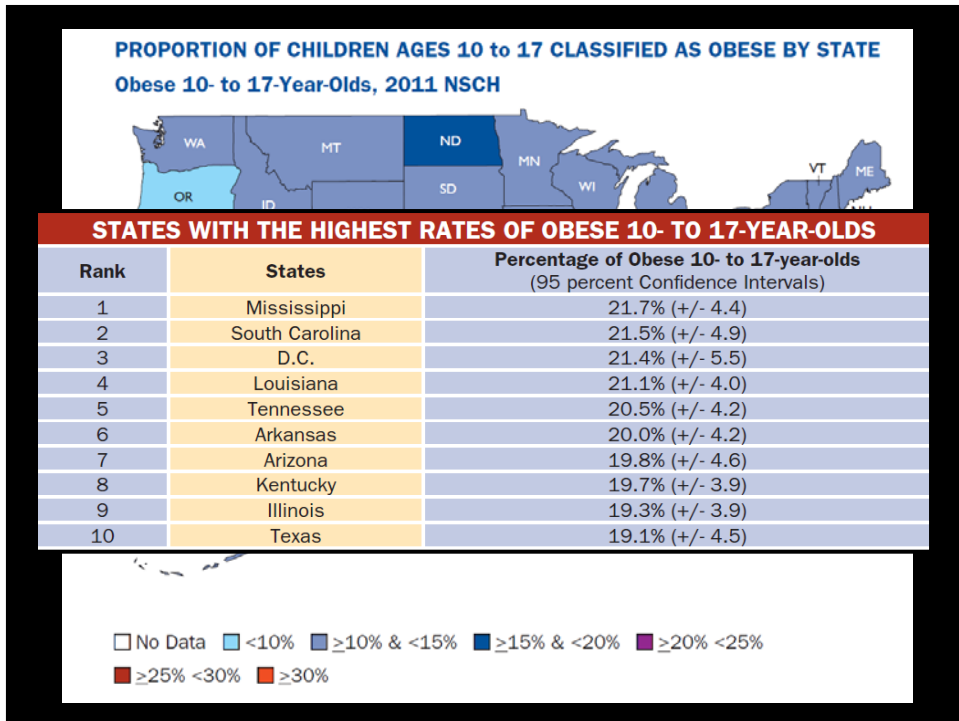 PROPORTION OF CHILDREN AGES 10 to 17 CLASSIFIED AS OBESE BY STATE
Obese 10- to 17-Year-Olds, 2011 NSCH
WA MT ND MN VT ME
OR ID SD WI
STATES WITH THE HIGHEST RATES OF OBESE 10- TO 17-YEAR-OLDS
Rank States Percentage of Obese 10- to 17-year-olds
(95 percent Confidence Intervals)
1 Mississippi 21.7% (+/- 4.4)
2 South Carolina 21.5% (+/- 4.9)
3 D.C. 21.4% (+/- 5.5)
4 Louisiana 21.1% (+/- 4.0)
5 Tennessee 20.5% (+/- 4.2)
6 Arkansas 20.0% (+/- 4.2)
7 Arizona 19.8% (+/- 4.6)
8 Kentucky 19.7% (+/- 3.9)
9 Illinois 19.3% (+/- 3.9)
10 Texas 19.1% (+/- 4.5)
No Data <10% ≥10% & <15% ≥15% & <20% ≥20% <25%
≥25% <30% ≥30%